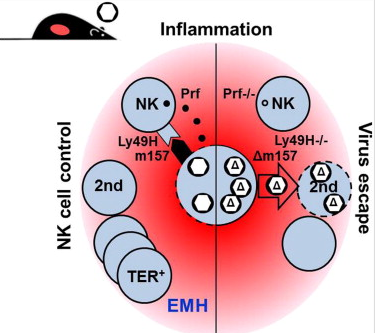 Inflammation
NK
Prf
Prf-/-
NK
Ly49H
m157
Ly49H-/-
Δm157
NK cell control
Virus escape
2nd
Δ
Δ
Δ
Δ
Δ
2nd
Δ
TER+
EMH